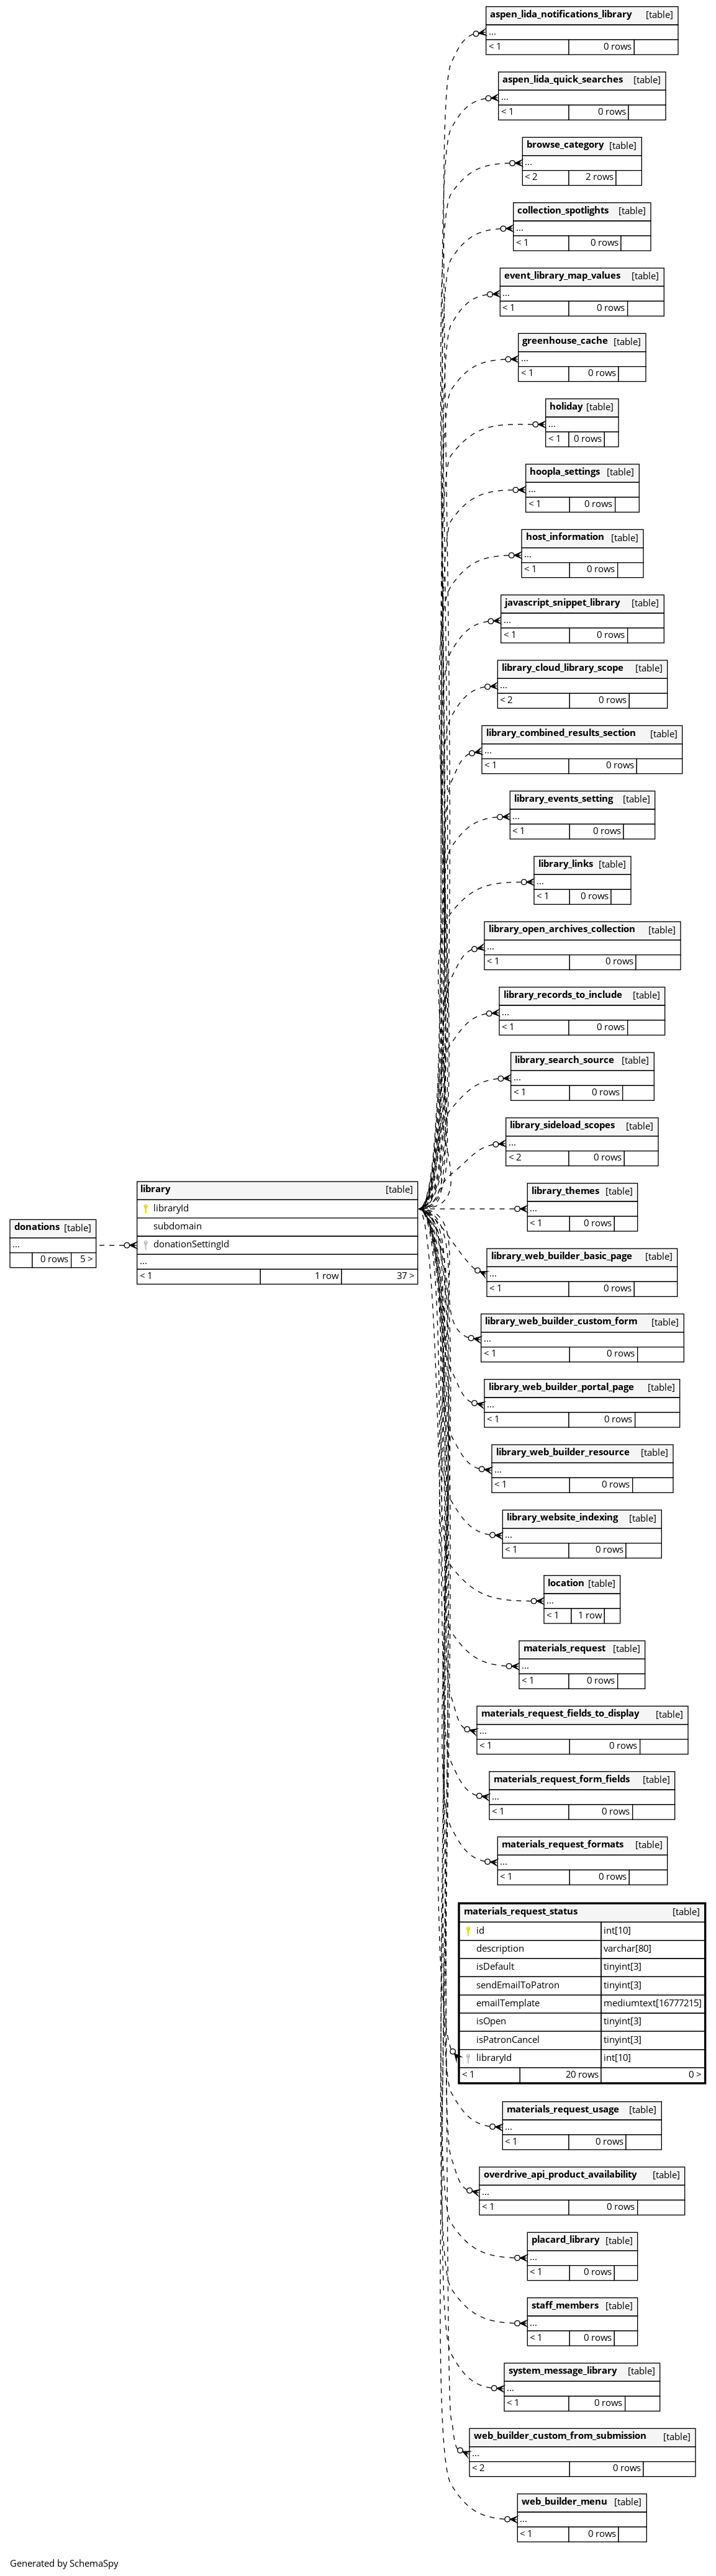 aspen_lida_notifications_library [table]
...
< 1 0 rows
aspen_lida_quick_searches [table]
...
< 1 0 rows
browse_category [table]
...
< 2 2 rows
collection_spotlights [table]
...
< 1 0 rows
event_library_map_values [table]
...
< 1 0 rows
greenhouse_cache [table]
...
< 1 0 rows
holiday [table]
...
< 1 0 rows
hoopla_settings [table]
...
< 1 0 rows
host_information [table]
...
< 1 0 rows
javascript_snippet_library [table]
...
< 1 0 rows
library_cloud_library_scope [table]
...
< 2 0 rows
library_combined_results_section [table]
...
< 1 0 rows
library_events_setting [table]
...
< 1 0 rows
library_links [table]
...
< 1 0 rows
library_open_archives_collection [table]
...
< 1 0 rows
library_records_to_include [table]
...
< 1 0 rows
library_search_source [table]
...
< 1 0 rows
library_sideload_scopes [table]
...
< 2 0 rows
donations [table]
...
0 rows 5 >
library [table]
libraryId
subdomain
donationSettingId
...
< 1 1 row 37 >
library_themes [table]
...
< 1 0 rows
library_web_builder_basic_page [table]
...
< 1 0 rows
library_web_builder_custom_form [table]
...
< 1 0 rows
library_web_builder_portal_page [table]
...
< 1 0 rows
library_web_builder_resource [table]
...
< 1 0 rows
library_website_indexing [table]
...
< 1 0 rows
location [table]
...
< 1 1 row
materials_request [table]
...
< 1 0 rows
materials_request_fields_to_display [table]
...
< 1 0 rows
materials_request_form_fields [table]
...
< 1 0 rows
materials_request_formats [table]
...
< 1 0 rows
materials_request_status [table]
id int[10]
description varchar[80]
isDefault tinyint[3]
sendEmailToPatron tinyint[3]
emailTemplate mediumtext[16777215]
isOpen tinyint[3]
isPatronCancel tinyint[3]
libraryId int[10]
< 1 20 rows 0 >
materials_request_usage [table]
...
< 1 0 rows
overdrive_api_product_availability [table]
...
< 1 0 rows
placard_library [table]
...
< 1 0 rows
staff_members [table]
...
< 1 0 rows
system_message_library [table]
...
< 1 0 rows
web_builder_custom_from_submission [table]
...
< 2 0 rows
web_builder_menu [table]
...
< 1 0 rows
Generated by SchemaSpy